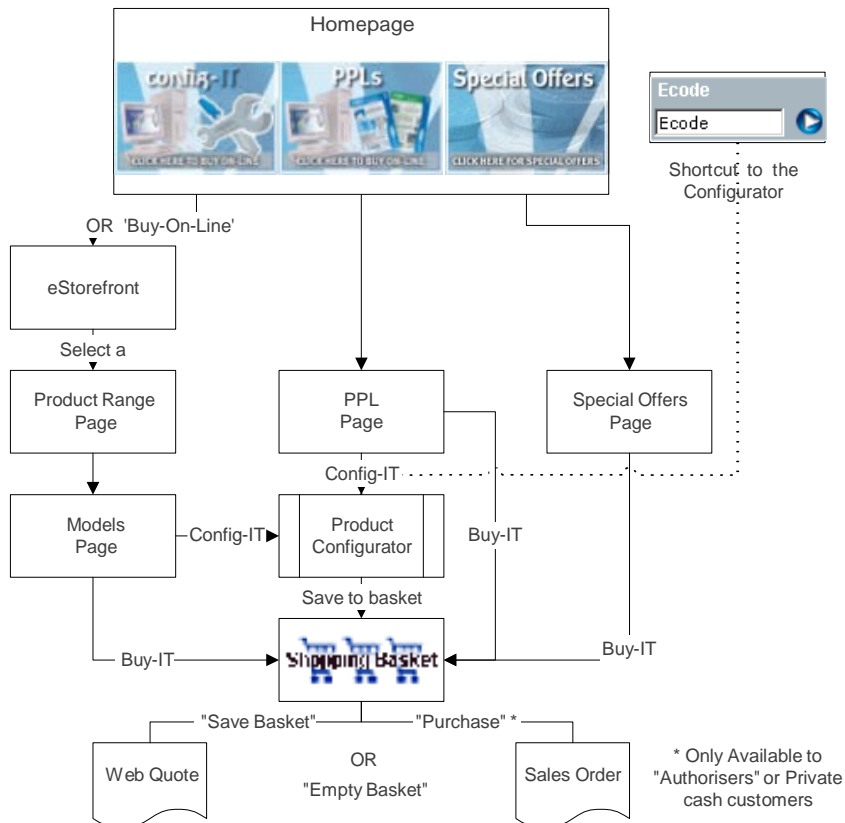 Homepage
config-IT
PPLs
Special Offers
CLICK HERE TO BUY ON-LINE
CLICK HERE TO BUY ON-LINE
CLICK HERE FOR SPECIAL OFFERS
Ecode
Ecode
Shortcut to the
Configurator
OR 'Buy-On-Line'
eStorefront
Select a
Product Range
Page
PPL
Page
Special Offers
Page
Config-IT
Models
Page
Config-IT
Product
Configurator
Buy-IT
Save to basket
Buy-IT
Shopping Basket
Buy-IT
"Save Basket"
"Purchase" *
Web Quote
OR
"Empty Basket"
Sales Order
* Only Available to
"Authorisers" or Private
cash customers